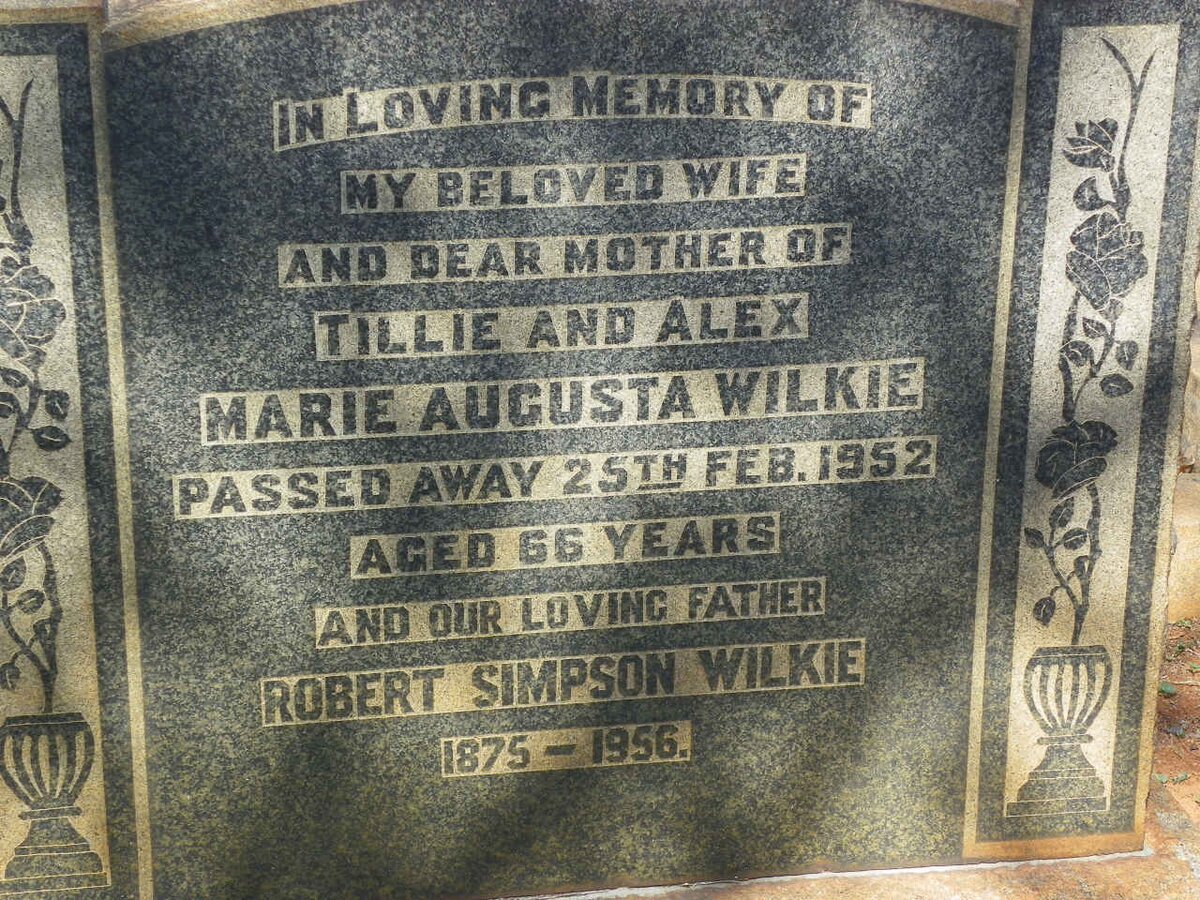 IN LOVING MEMORY OF
MY BELOVED WIFE
AND DEAR MOTHER OF
TILLIE AND ALEX
MARIE AUGUSTA WILKIE
PASSED AWAY 25TH FEB. 1952
AGED 66 YEARS
AND OUR LOVING FATHER
ROBERT SIMPSON WILKIE
1875 – 1956.